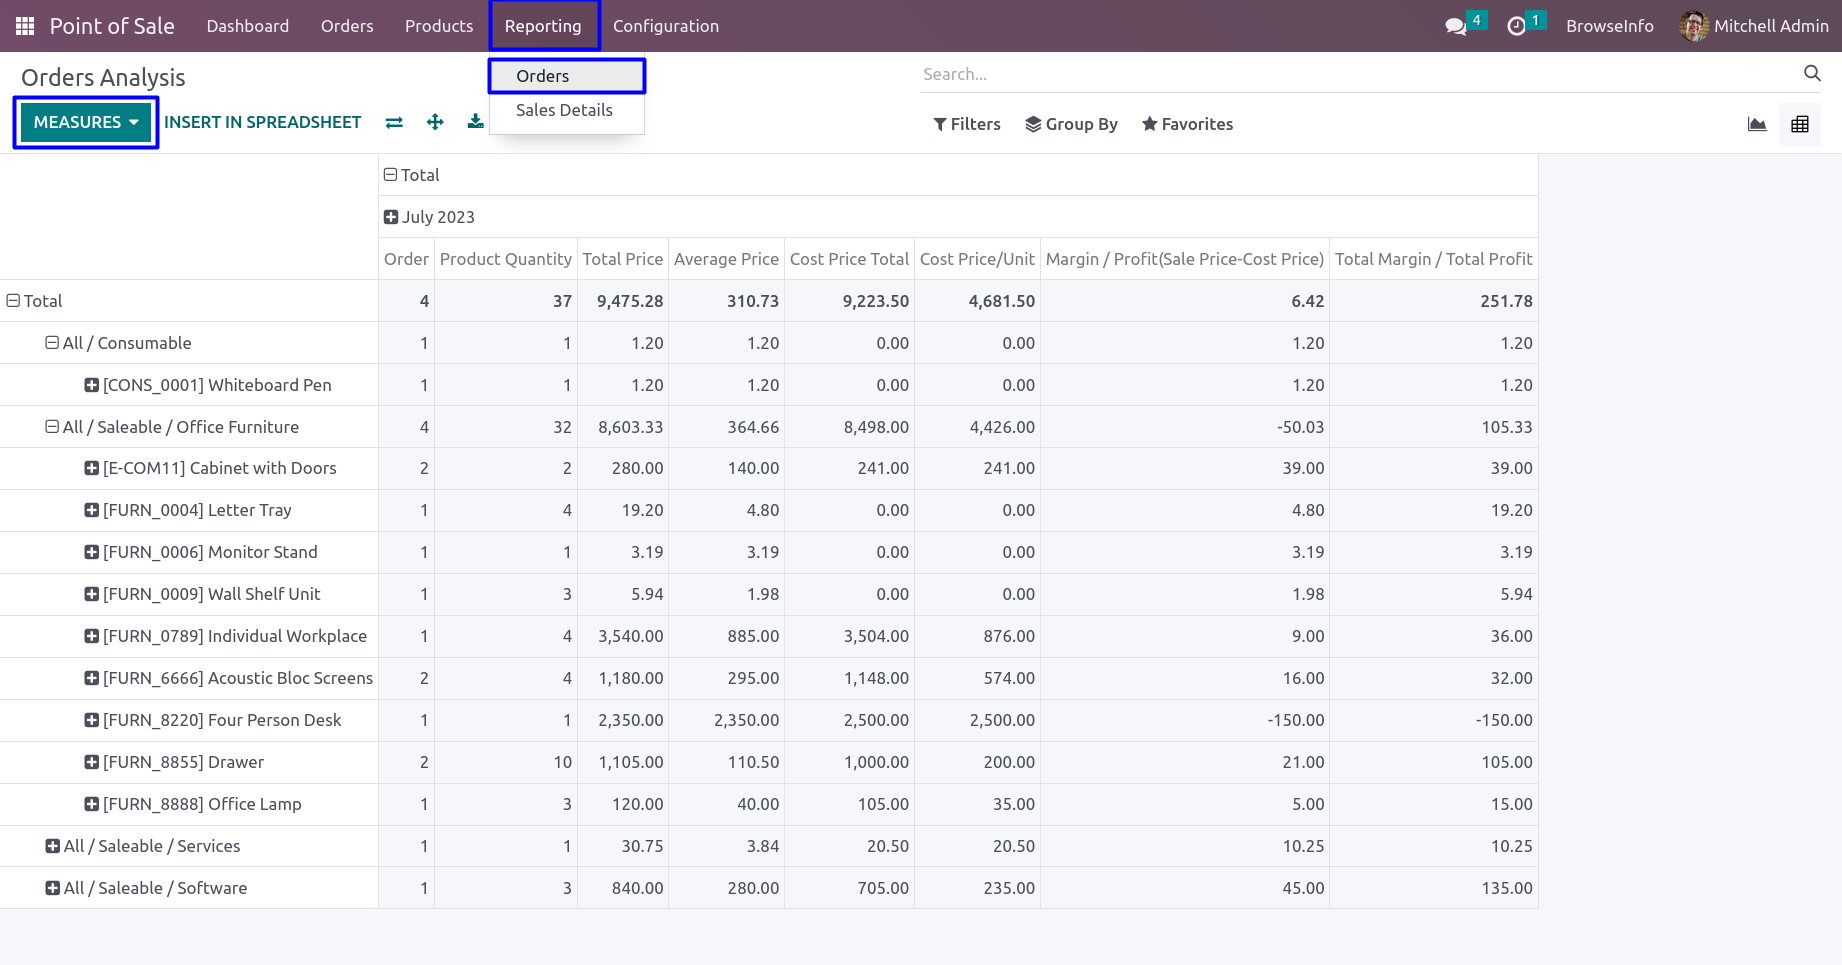 Point of Sale Dashboard Orders Products Reporting Configuration 4 1 BrowseInfo Mitchell Admin
Orders Analysis Orders Search...
Sales Details
MEASURES INSERT IN SPREADSHEET Filters Group By Favorites
Total
July 2023
Order Product Quantity Total Price Average Price Cost Price Total Cost Price/Unit Margin / Profit(Sale Price-Cost Price) Total Margin / Total Profit
Total 4 37 9,475.28 310.73 9,223.50 4,681.50 6.42 251.78
All / Consumable 1 1 1.20 1.20 0.00 0.00 1.20 1.20
[CONS_0001] Whiteboard Pen 1 1 1.20 1.20 0.00 0.00 1.20 1.20
All / Saleable / Office Furniture 4 32 8,603.33 364.66 8,498.00 4,426.00 -50.03 105.33
[E-COM11] Cabinet with Doors 2 2 280.00 140.00 241.00 241.00 39.00 39.00
[FURN_0004] Letter Tray 1 4 19.20 4.80 0.00 0.00 4.80 19.20
[FURN_0006] Monitor Stand 1 1 3.19 3.19 0.00 0.00 3.19 3.19
[FURN_0009] Wall Shelf Unit 1 3 5.94 1.98 0.00 0.00 1.98 5.94
[FURN_0789] Individual Workplace 1 4 3,540.00 885.00 3,504.00 876.00 9.00 36.00
[FURN_6666] Acoustic Bloc Screens 2 4 1,180.00 295.00 1,148.00 574.00 16.00 32.00
[FURN_8220] Four Person Desk 1 1 2,350.00 2,350.00 2,500.00 2,500.00 -150.00 -150.00
[FURN_8855] Drawer 2 10 1,105.00 110.50 1,000.00 200.00 21.00 105.00
[FURN_8888] Office Lamp 1 3 120.00 40.00 105.00 35.00 5.00 15.00
All / Saleable / Services 1 1 30.75 3.84 20.50 20.50 10.25 10.25
All / Saleable / Software 1 3 840.00 280.00 705.00 235.00 45.00 135.00